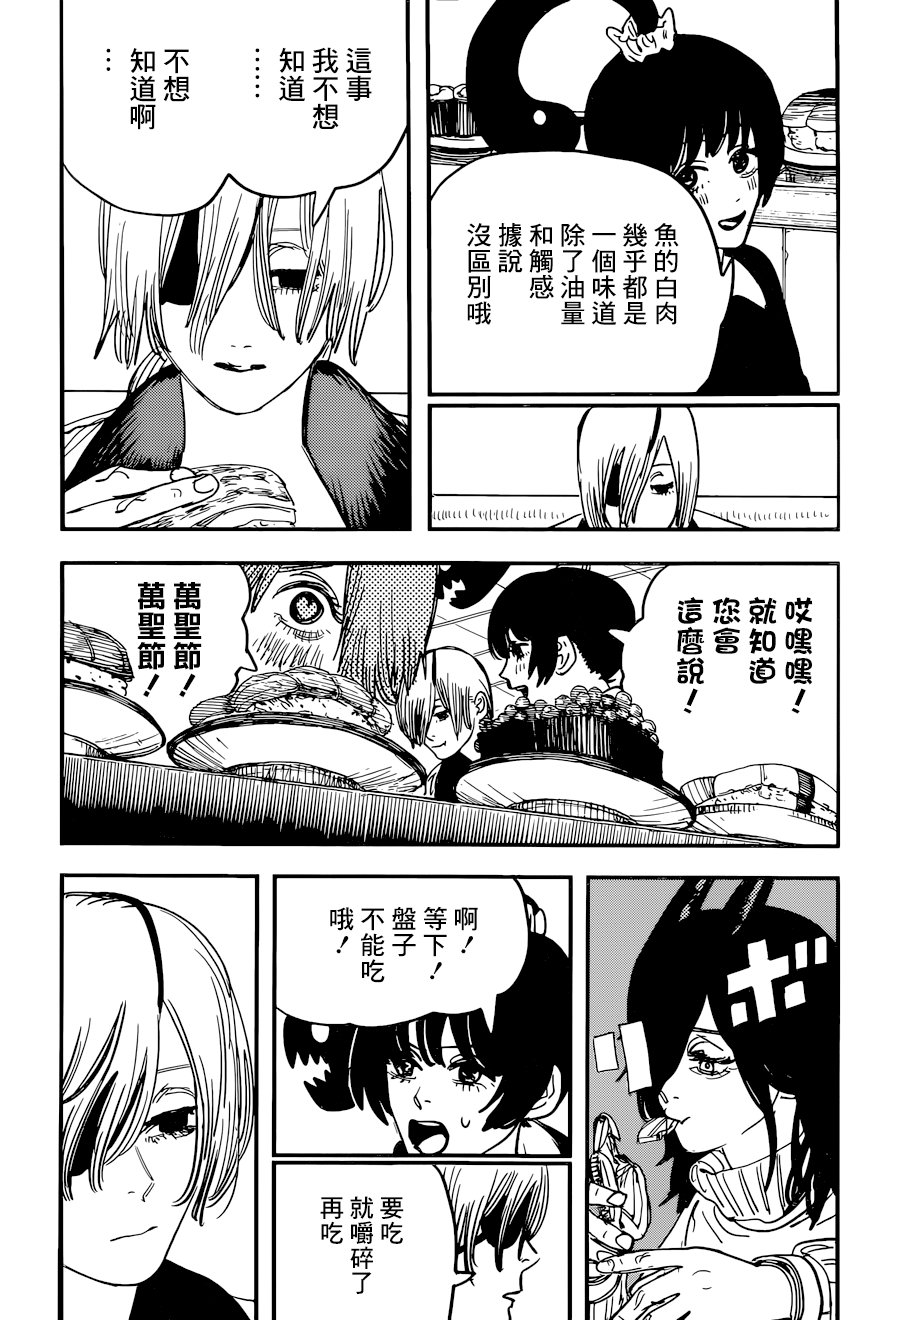 魚的白肉
幾乎都是
一個味道
除了油量
和觸感
據說
沒區別哦
這事
我不想
知道
……
不想
知道啊
…
哎嘿嘿！
就知道
您會
這麼說！
萬聖節！
萬聖節！
ボ
啊！
等下！
盤子
不能吃
哦！
要吃
就嚼碎了
再吃